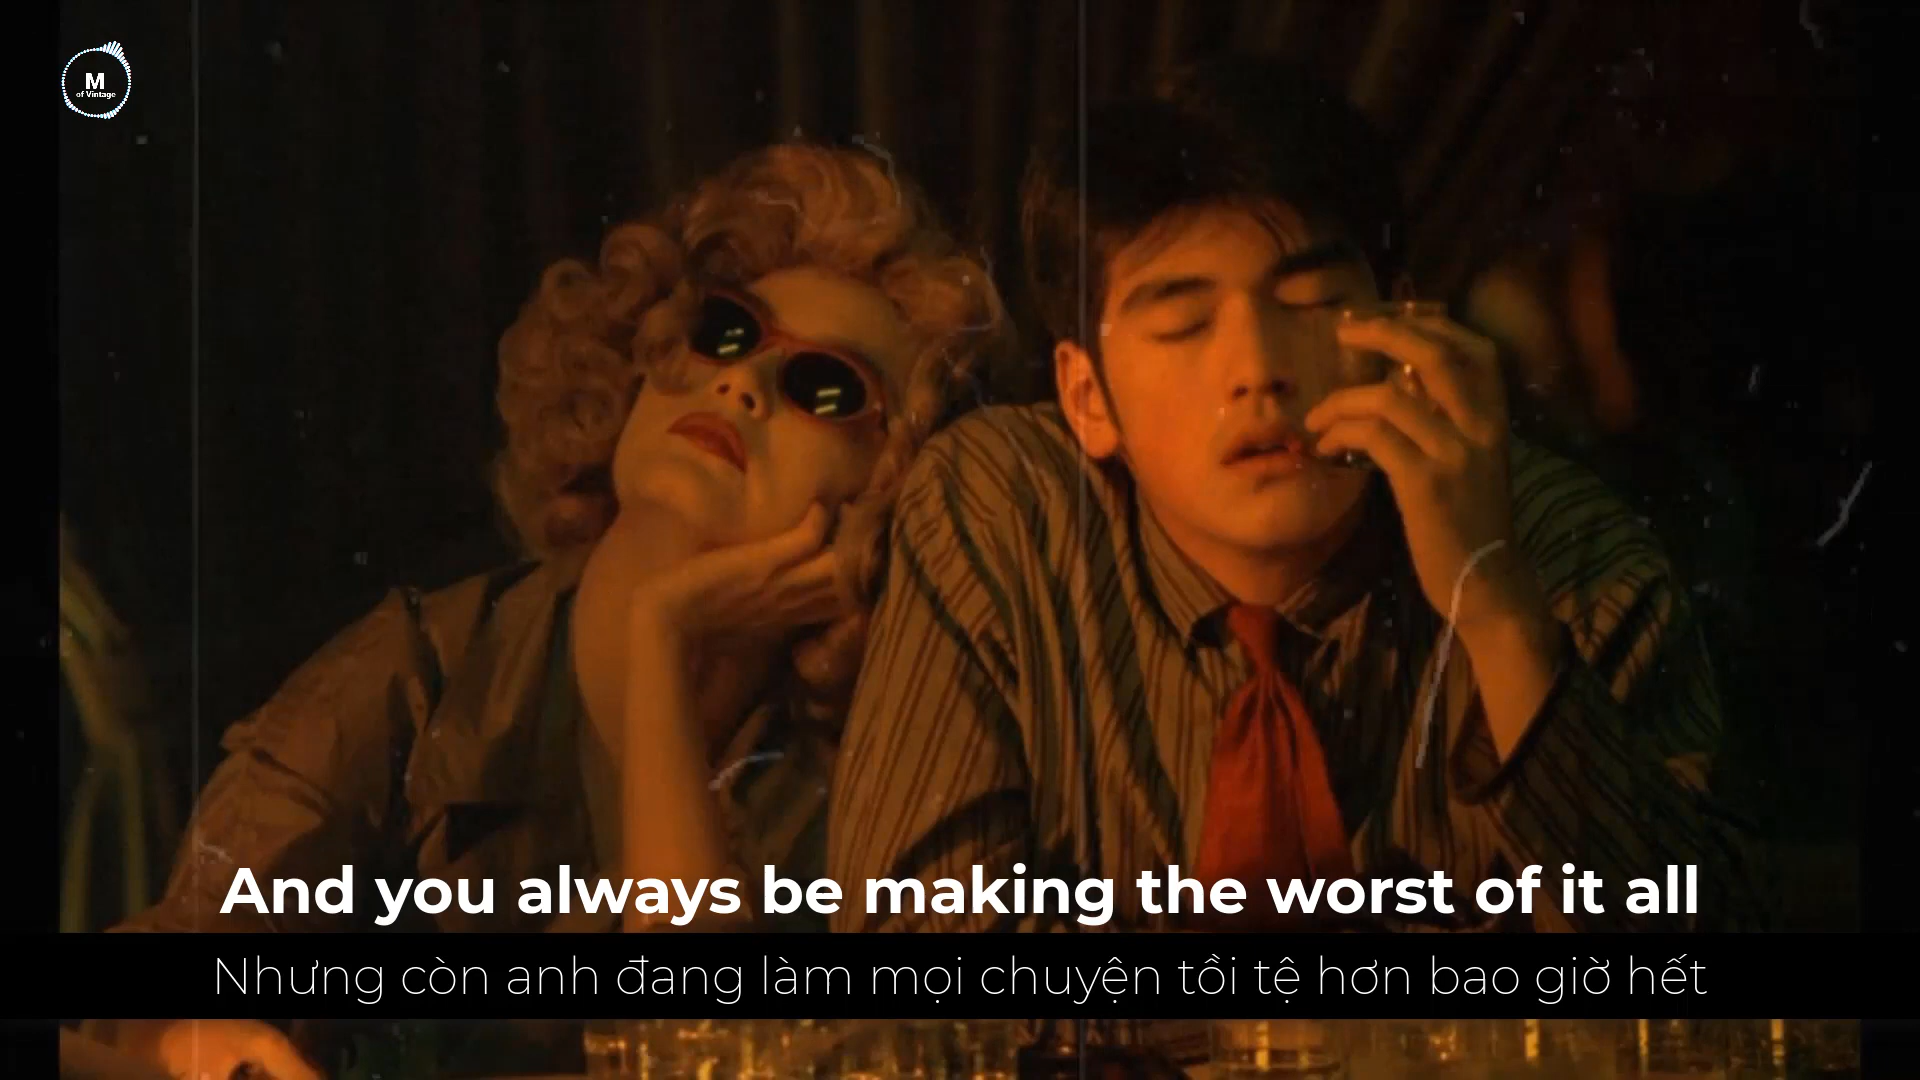 M
of Vintage
And you always be making the worst of it all
Nhưng còn anh đang làm mọi chuyện tồi tệ hơn bao giờ hết